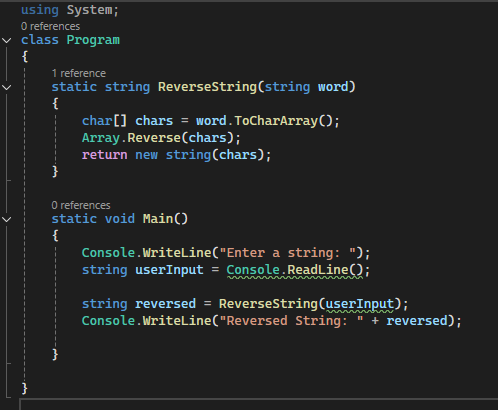 using System;
0 references
class Program
{
1 reference
static string ReverseString(string word)
{
char[] chars = word.ToCharArray();
Array.Reverse(chars);
return new string(chars);
}
0 references
static void Main()
{
Console.WriteLine("Enter a string: ");
string userInput = Console.ReadLine();
string reversed = ReverseString(userInput);
Console.WriteLine("Reversed String: " + reversed);
}
}